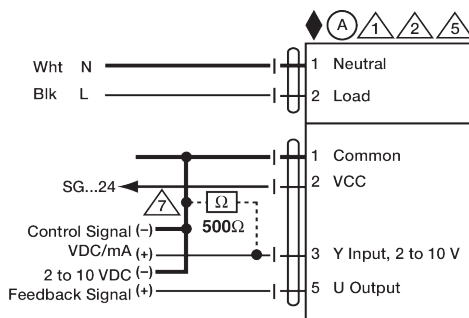 A 1 2 5
Wht N 1 Neutral
Blk L 2 Load
1 Common
SG...24 2 VCC
7 Ω
500Ω
Control Signal (−)
VDC/mA (+) 3 Y Input, 2 to 10 V
2 to 10 VDC (−)
Feedback Signal (+) 5 U Output